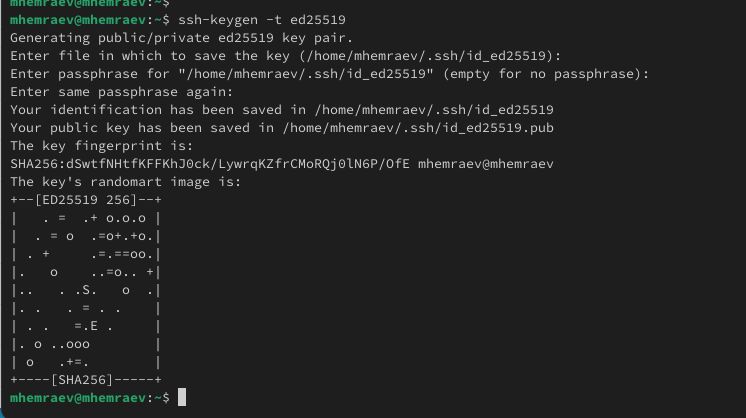 mhemraev@mhemraev:~$
mhemraev@mhemraev:~$ ssh-keygen -t ed25519
Generating public/private ed25519 key pair.
Enter file in which to save the key (/home/mhemraev/.ssh/id_ed25519):
Enter passphrase for "/home/mhemraev/.ssh/id_ed25519" (empty for no passphrase):
Enter same passphrase again:
Your identification has been saved in /home/mhemraev/.ssh/id_ed25519
Your public key has been saved in /home/mhemraev/.ssh/id_ed25519.pub
The key fingerprint is:
SHA256:dSwtfNHtfKFFKhJ0ck/LywrqKZfrCMoRQj0lN6P/OfE mhemraev@mhemraev
The key's randomart image is:
+--[ED25519 256]--+
|   . =  .+ o.o.o |
|  . = o  .=o+.+o.|
| . +     .=.==oo.|
|.   o    ..=o.. +|
|..   . .S.   o  .|
|. .   . = . .    |
| . .   =.E .     |
|. o ..ooo        |
| o   .+=.        |
+----[SHA256]-----+
mhemraev@mhemraev:~$